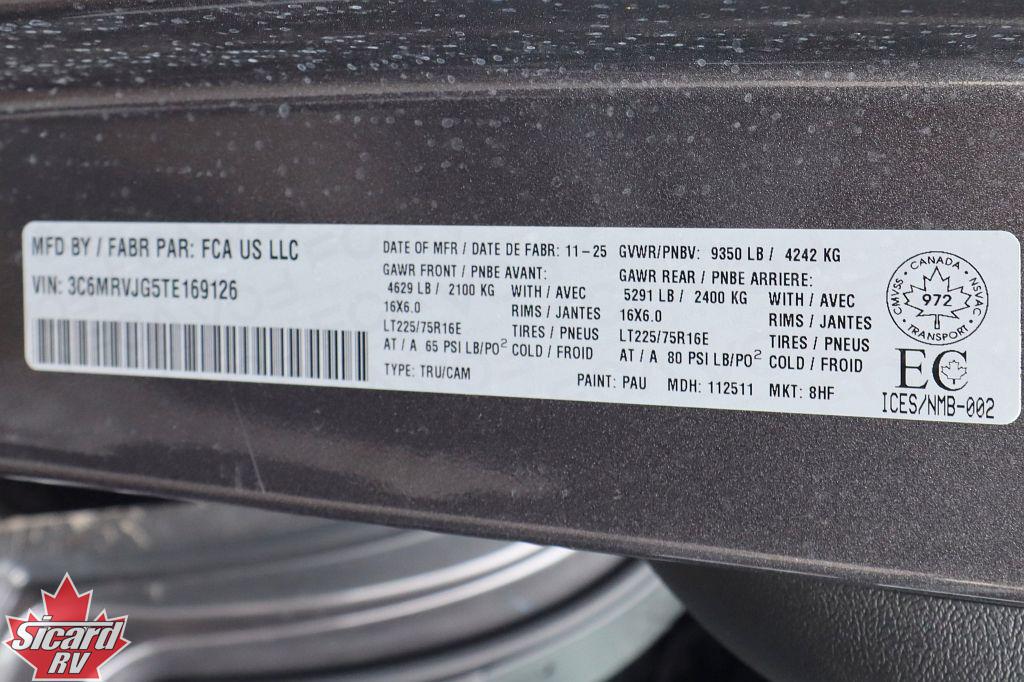 MFD BY / FABR PAR: FCA US LLC
VIN: 3C6MRVJG5TE169126
DATE OF MFR / DATE DE FABR: 11-25
GAWR FRONT / PNBE AVANT:
4629 LB / 2100 KG WITH / AVEC
16X6.0 RIMS / JANTES
LT225/75R16E TIRES / PNEUS
AT / A 65 PSI LB/PO² COLD / FROID
TYPE: TRU/CAM
GVWR/PNBV: 9350 LB / 4242 KG
GAWR REAR / PNBE ARRIERE:
5291 LB / 2400 KG WITH / AVEC
16X6.0 RIMS / JANTES
LT225/75R16E TIRES / PNEUS
AT / A 80 PSI LB/PO² COLD / FROID
PAINT: PAU MDH: 112511 MKT: 8HF
CANADA
CMVSS · NSVAC
972
TRANSPORT
EC
ICES/NMB-002
Sicard
RV